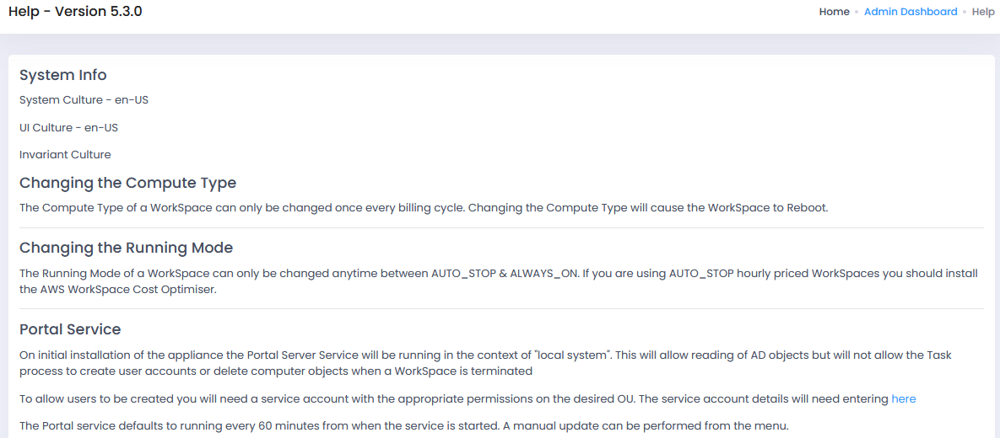 Help - Version 5.3.0
Home • Admin Dashboard • Help
System Info
System Culture - en-US
UI Culture - en-US
Invariant Culture
Changing the Compute Type
The Compute Type of a WorkSpace can only be changed once every billing cycle. Changing the Compute Type will cause the WorkSpace to Reboot.
Changing the Running Mode
The Running Mode of a WorkSpace can only be changed anytime between AUTO_STOP & ALWAYS_ON. If you are using AUTO_STOP hourly priced WorkSpaces you should install
the AWS WorkSpace Cost Optimiser.
Portal Service
On initial installation of the appliance the Portal Server Service will be running in the context of "local system". This will allow reading of AD objects but will not allow the Task
process to create user accounts or delete computer objects when a WorkSpace is terminated
To allow users to be created you will need a service account with the appropriate permissions on the desired OU. The service account details will need entering here
The Portal service defaults to running every 60 minutes from when the service is started. A manual update can be performed from the menu.